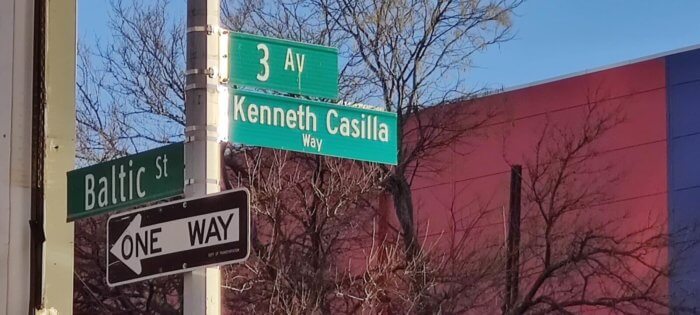 3 AV
Kenneth Casilla
Way
Baltic St
ONE WAY